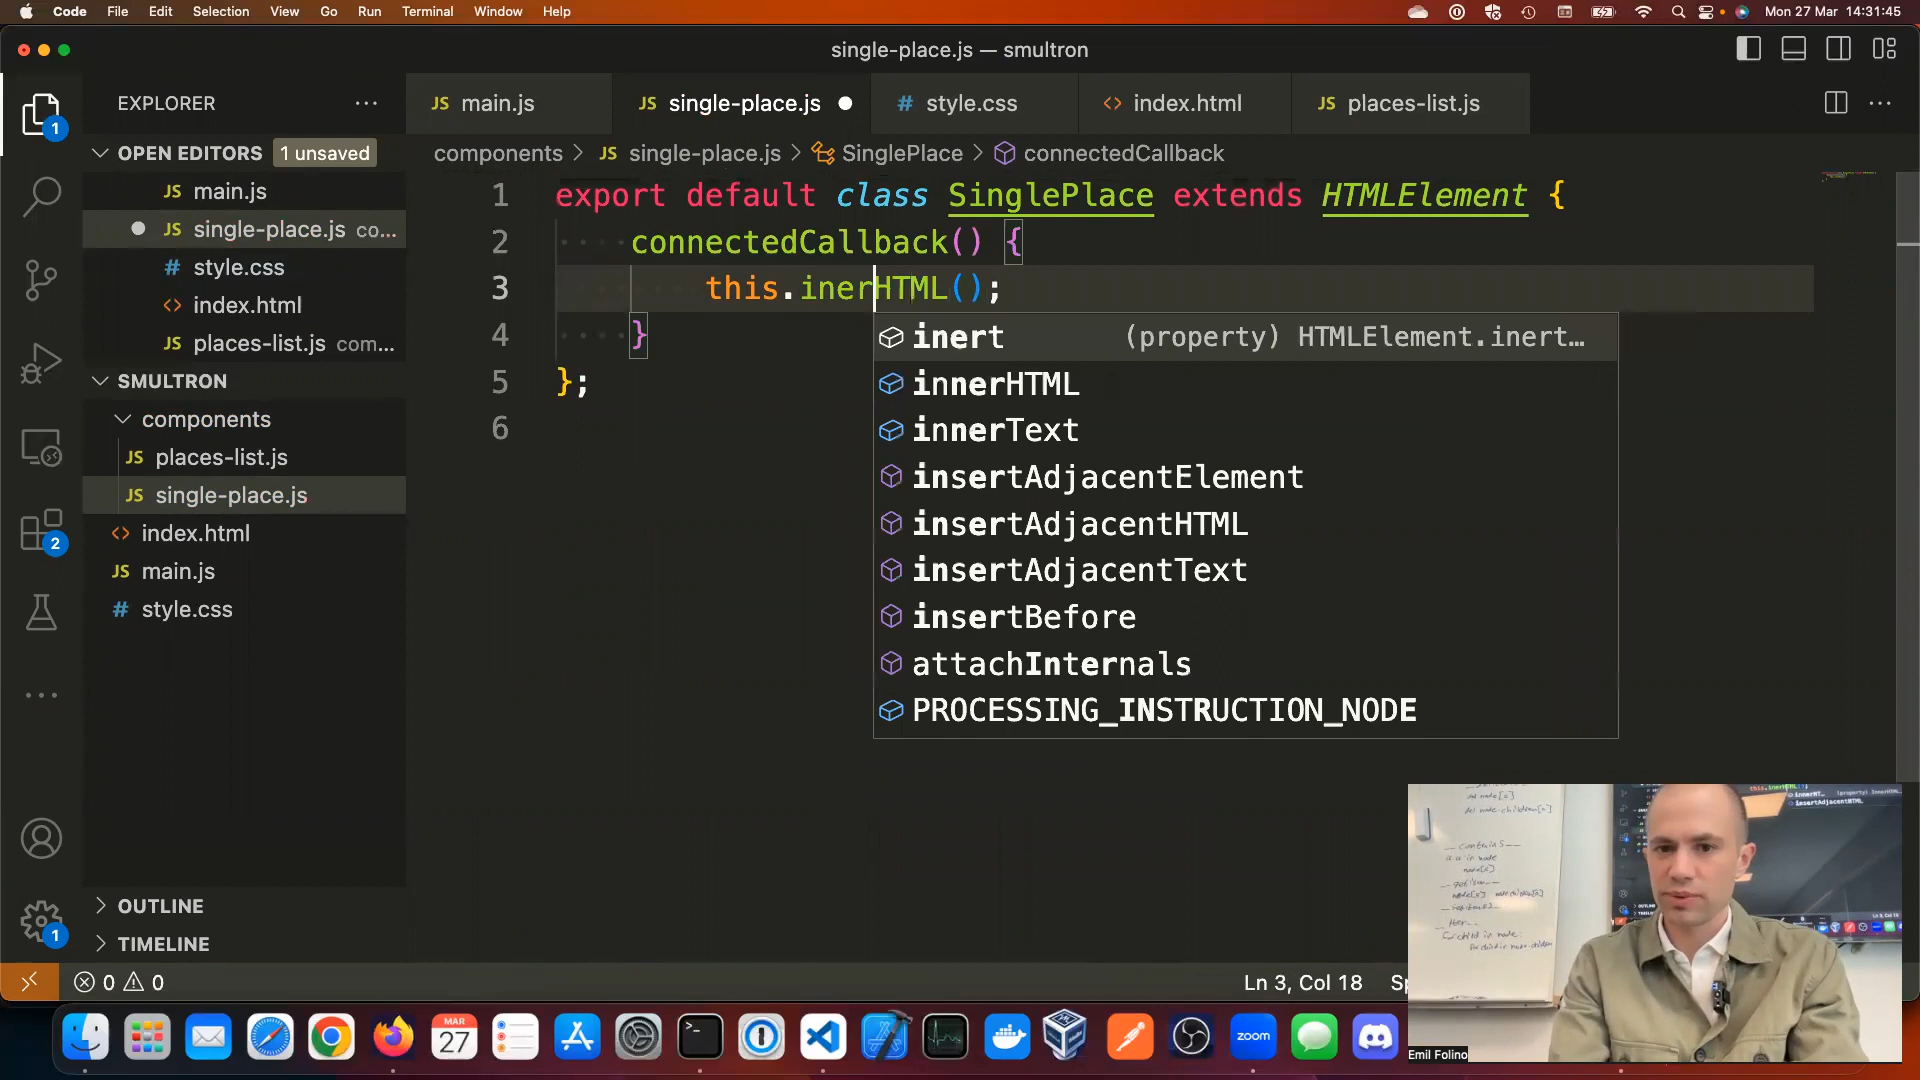 Code File Edit Selection View Go Run Terminal Window Help Mon 27 Mar 14:31:45
single-place.js — smultron
EXPLORER
main.js single-place.js style.css index.html places-list.js
OPEN EDITORS 1 unsaved
components > JS single-place.js > SinglePlace > connectedCallback
JS main.js
JS single-place.js co...
# style.css
<> index.html
JS places-list.js com...
SMULTRON
components
JS places-list.js
JS single-place.js
<> index.html
JS main.js
# style.css
OUTLINE
TIMELINE
1
2
1
1 export default class SinglePlace extends HTMLElement {
2 connectedCallback() {
3 this.inerHTML();
4 }
5 };
6
inert (property) HTMLElement.inert...
innerHTML
innerText
insertAdjacentElement
insertAdjacentHTML
insertAdjacentText
insertBefore
attachInternals
PROCESSING_INSTRUCTION_NODE
0 0
Ln 3, Col 18 Sp
MAR
27
zoom
Emil Folino